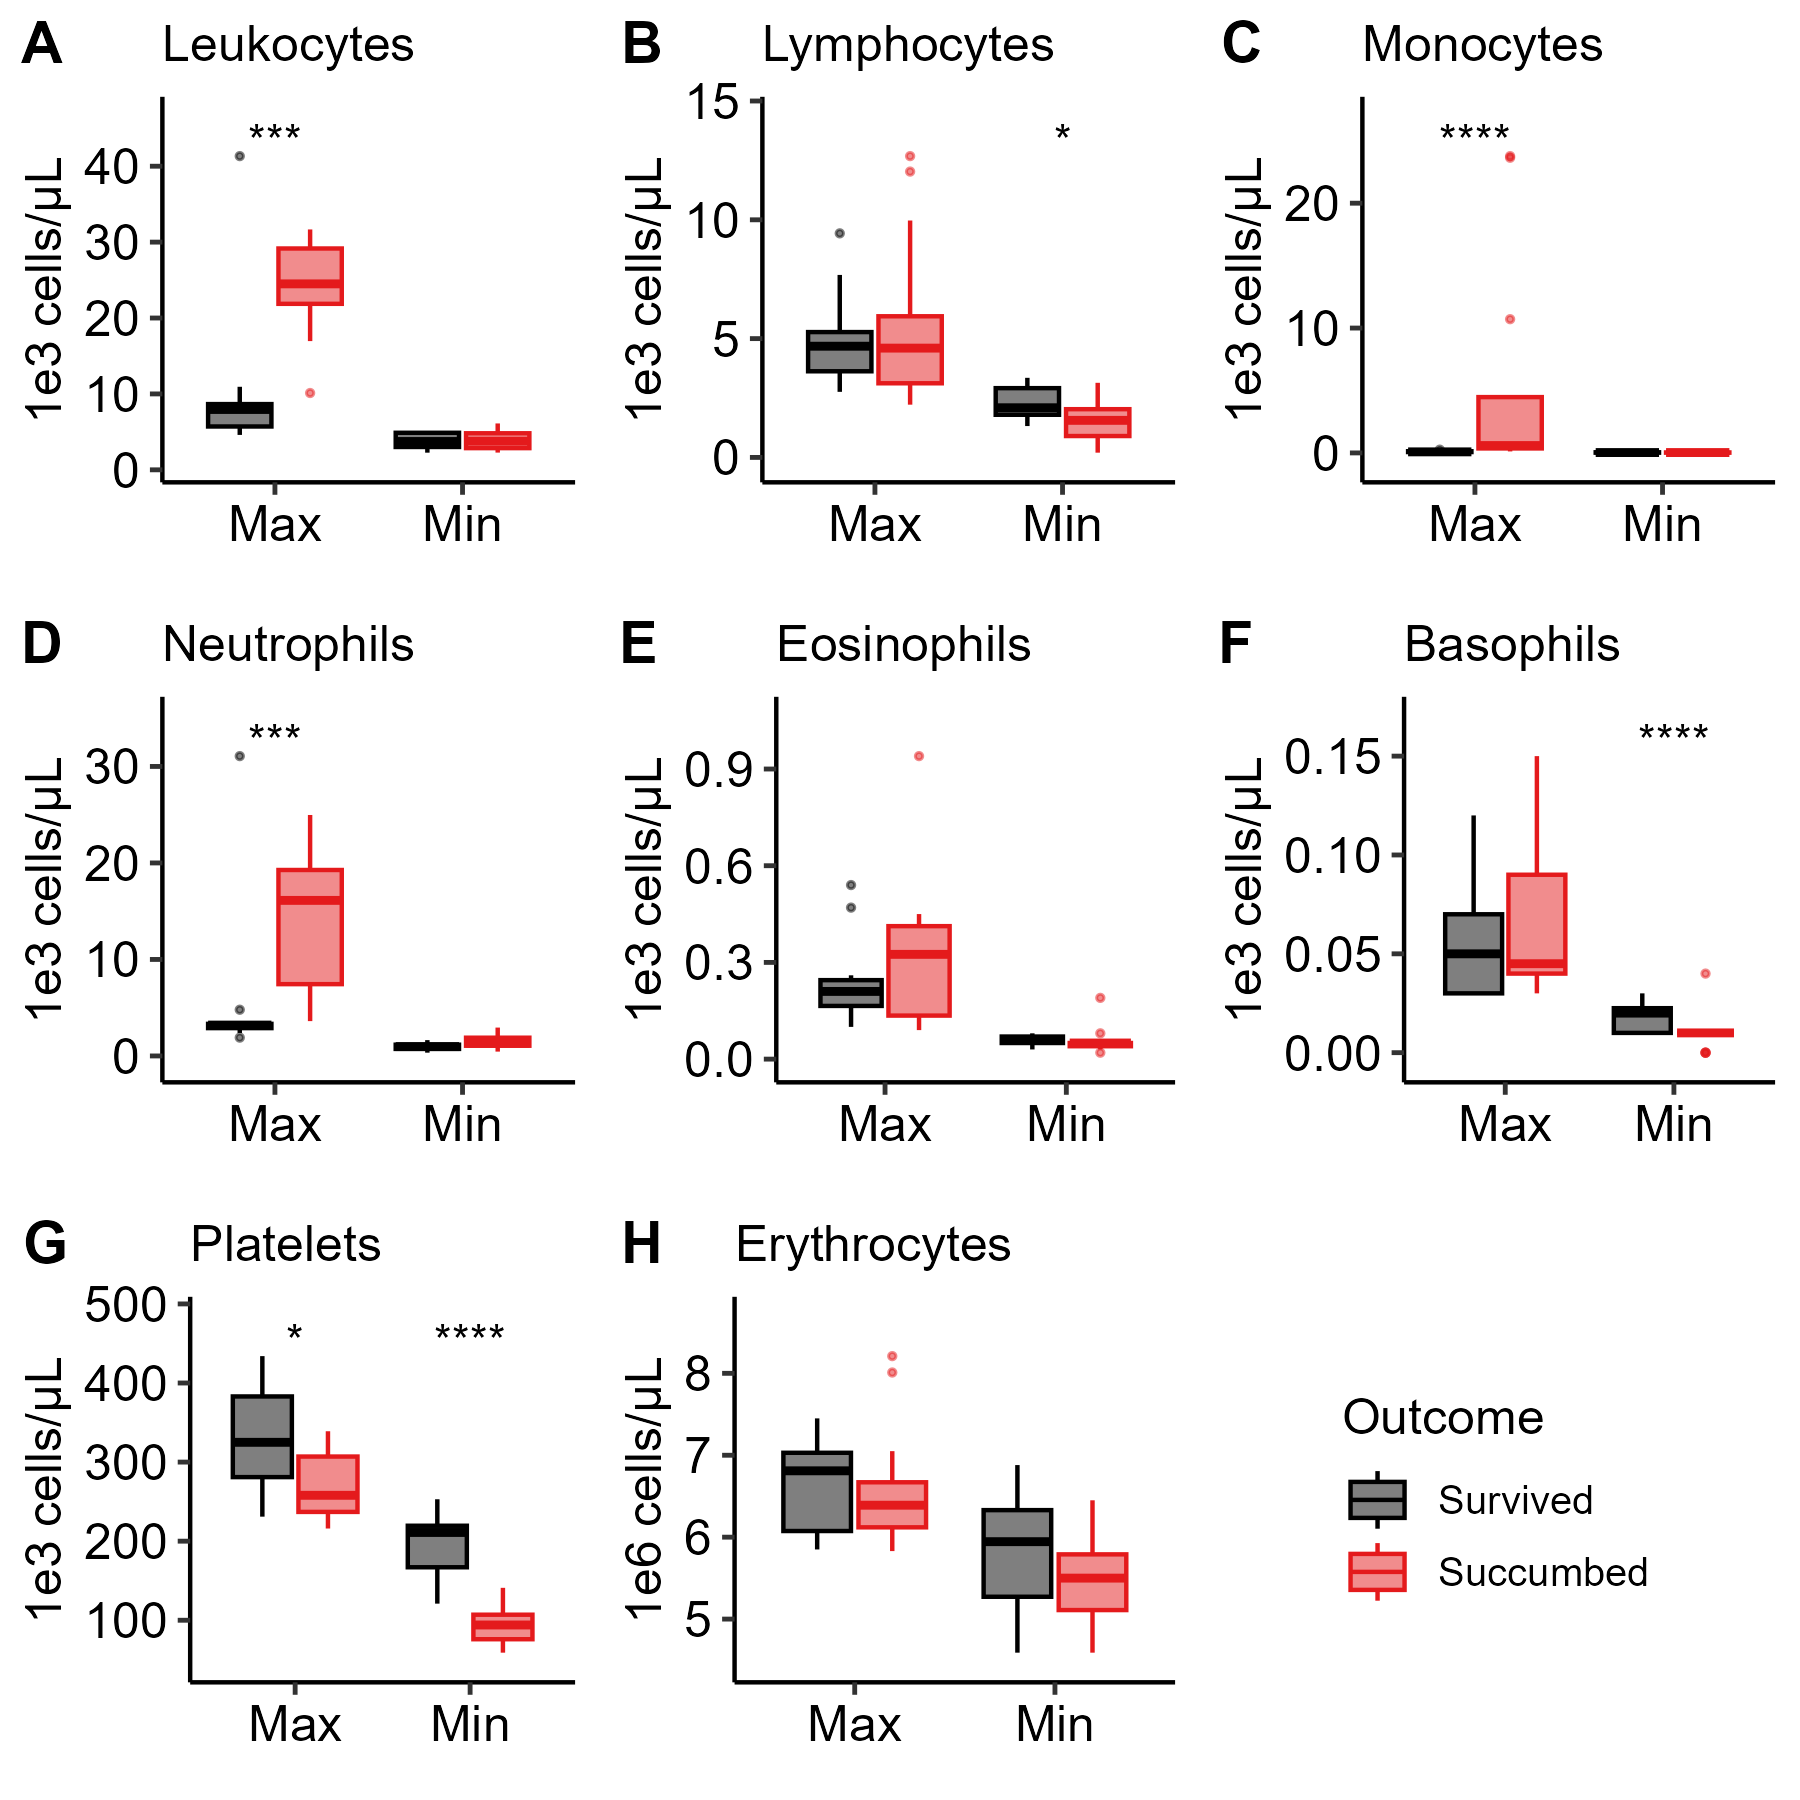 A Leukocytes
1e3 cells/µL
40
30
20
10
0
***
Max Min
B Lymphocytes
1e3 cells/µL
15
10
5
0
*
Max Min
C Monocytes
1e3 cells/µL
20
10
0
****
Max Min
D Neutrophils
1e3 cells/µL
30
20
10
0
***
Max Min
E Eosinophils
1e3 cells/µL
0.9
0.6
0.3
0.0
Max Min
F Basophils
1e3 cells/µL
0.15
0.10
0.05
0.00
****
Max Min
G Platelets
1e3 cells/µL
500
400
300
200
100
* ****
Max Min
H Erythrocytes
1e6 cells/µL
8
7
6
5
Max Min
Outcome
Survived
Succumbed